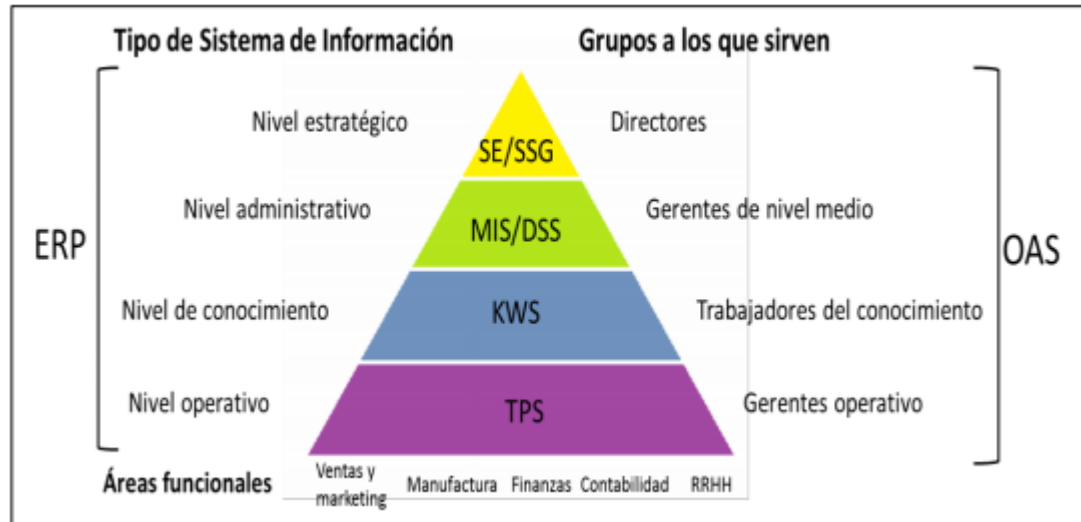 Tipo de Sistema de Información
Grupos a los que sirven
Nivel estratégico
SE/SSG
Directores
Nivel administrativo
MIS/DSS
Gerentes de nivel medio
ERP
OAS
Nivel de conocimiento
KWS
Trabajadores del conocimiento
Nivel operativo
TPS
Gerentes operativo
Áreas funcionales
Ventas y
marketing
Manufactura
Finanzas
Contabilidad
RRHH